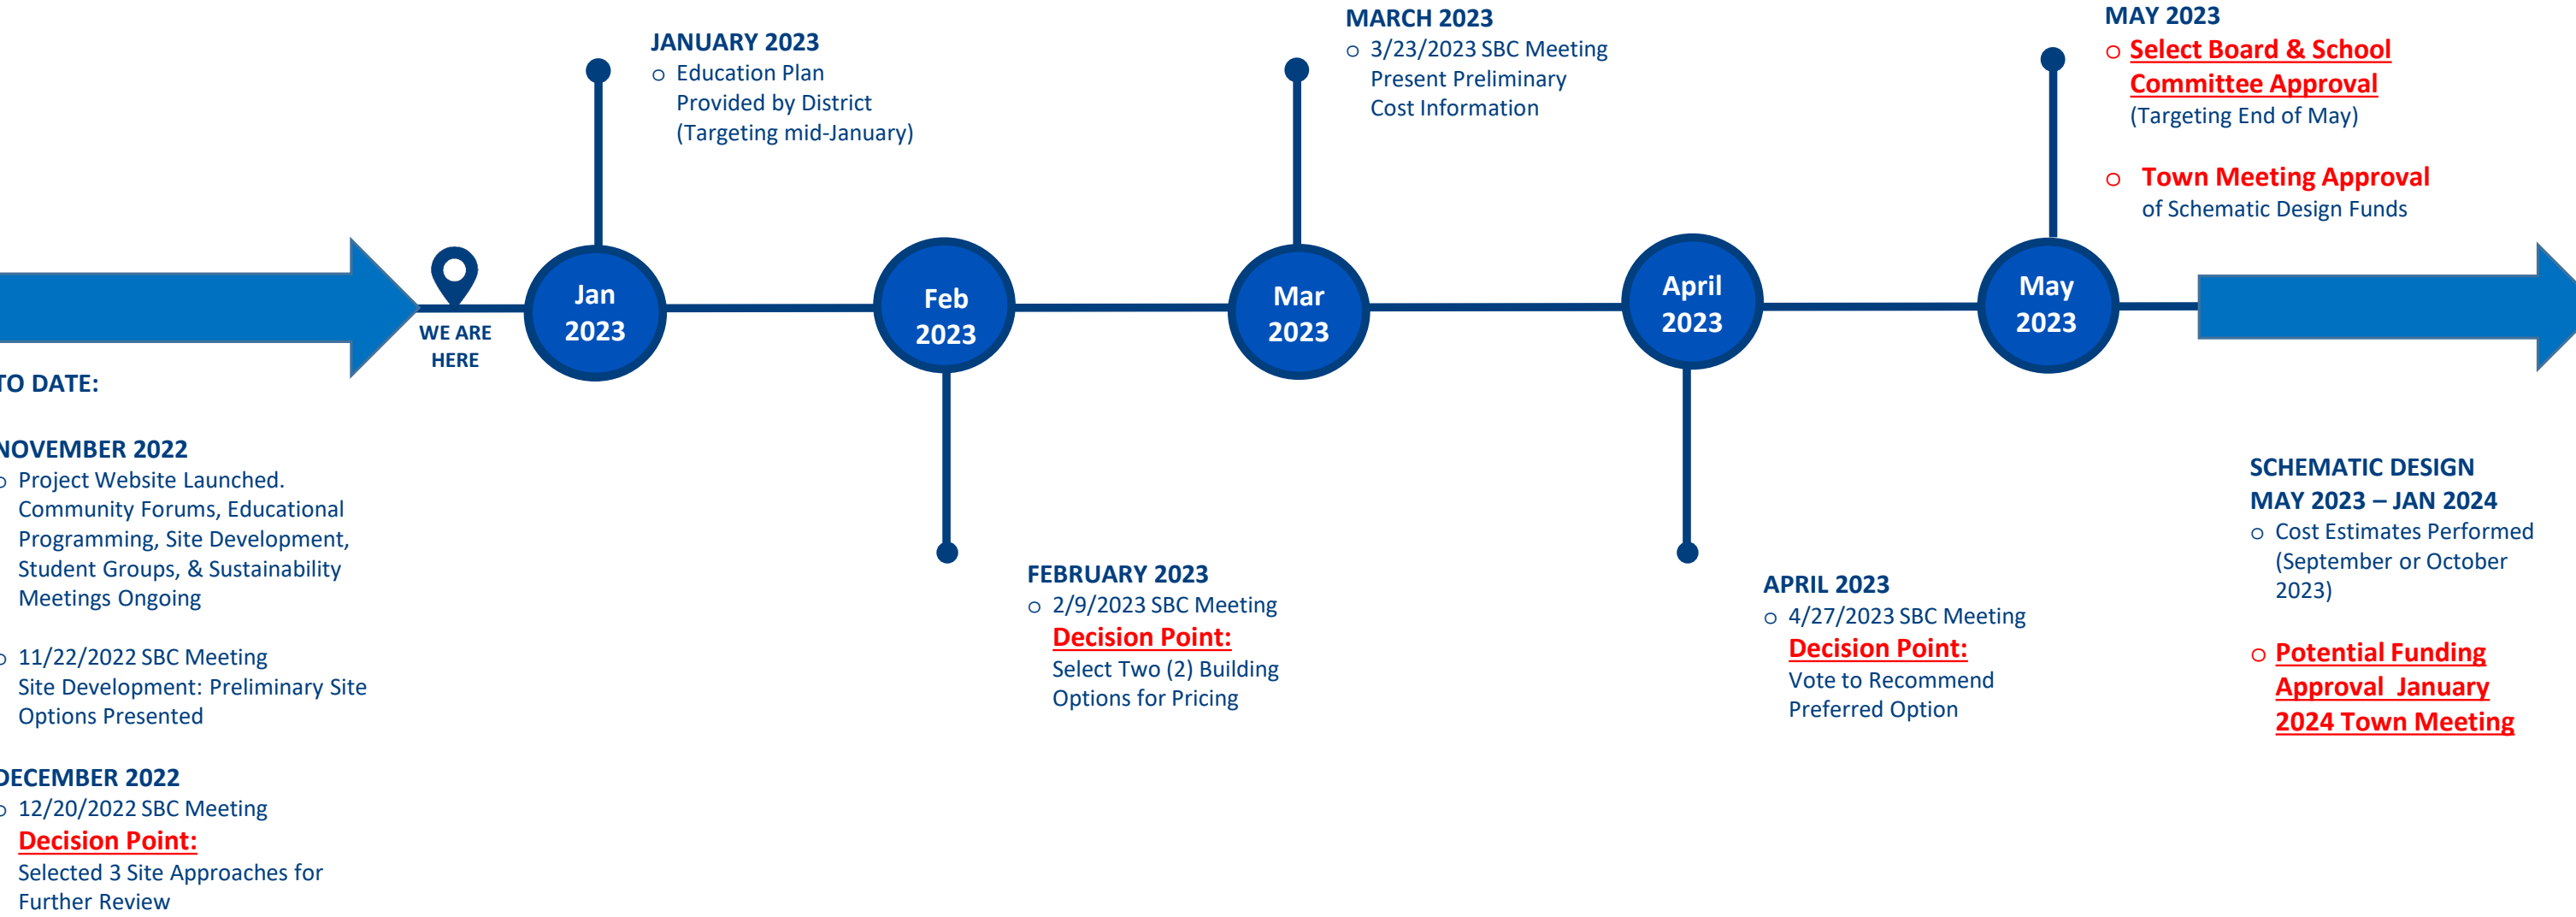 JANUARY 2023
o Education Plan
Provided by District
(Targeting mid-January)
MARCH 2023
o 3/23/2023 SBC Meeting
Present Preliminary
Cost Information
MAY 2023
o Select Board & School
Committee Approval
(Targeting End of May)
o Town Meeting Approval
of Schematic Design Funds
WE ARE
HERE
Jan
2023
Feb
2023
Mar
2023
April
2023
May
2023
TO DATE:
NOVEMBER 2022
o Project Website Launched.
Community Forums, Educational
Programming, Site Development,
Student Groups, & Sustainability
Meetings Ongoing
o 11/22/2022 SBC Meeting
Site Development: Preliminary Site
Options Presented
DECEMBER 2022
o 12/20/2022 SBC Meeting
Decision Point:
Selected 3 Site Approaches for
Further Review
FEBRUARY 2023
o 2/9/2023 SBC Meeting
Decision Point:
Select Two (2) Building
Options for Pricing
APRIL 2023
o 4/27/2023 SBC Meeting
Decision Point:
Vote to Recommend
Preferred Option
SCHEMATIC DESIGN
MAY 2023 – JAN 2024
o Cost Estimates Performed
(September or October
2023)
o Potential Funding
Approval January
2024 Town Meeting